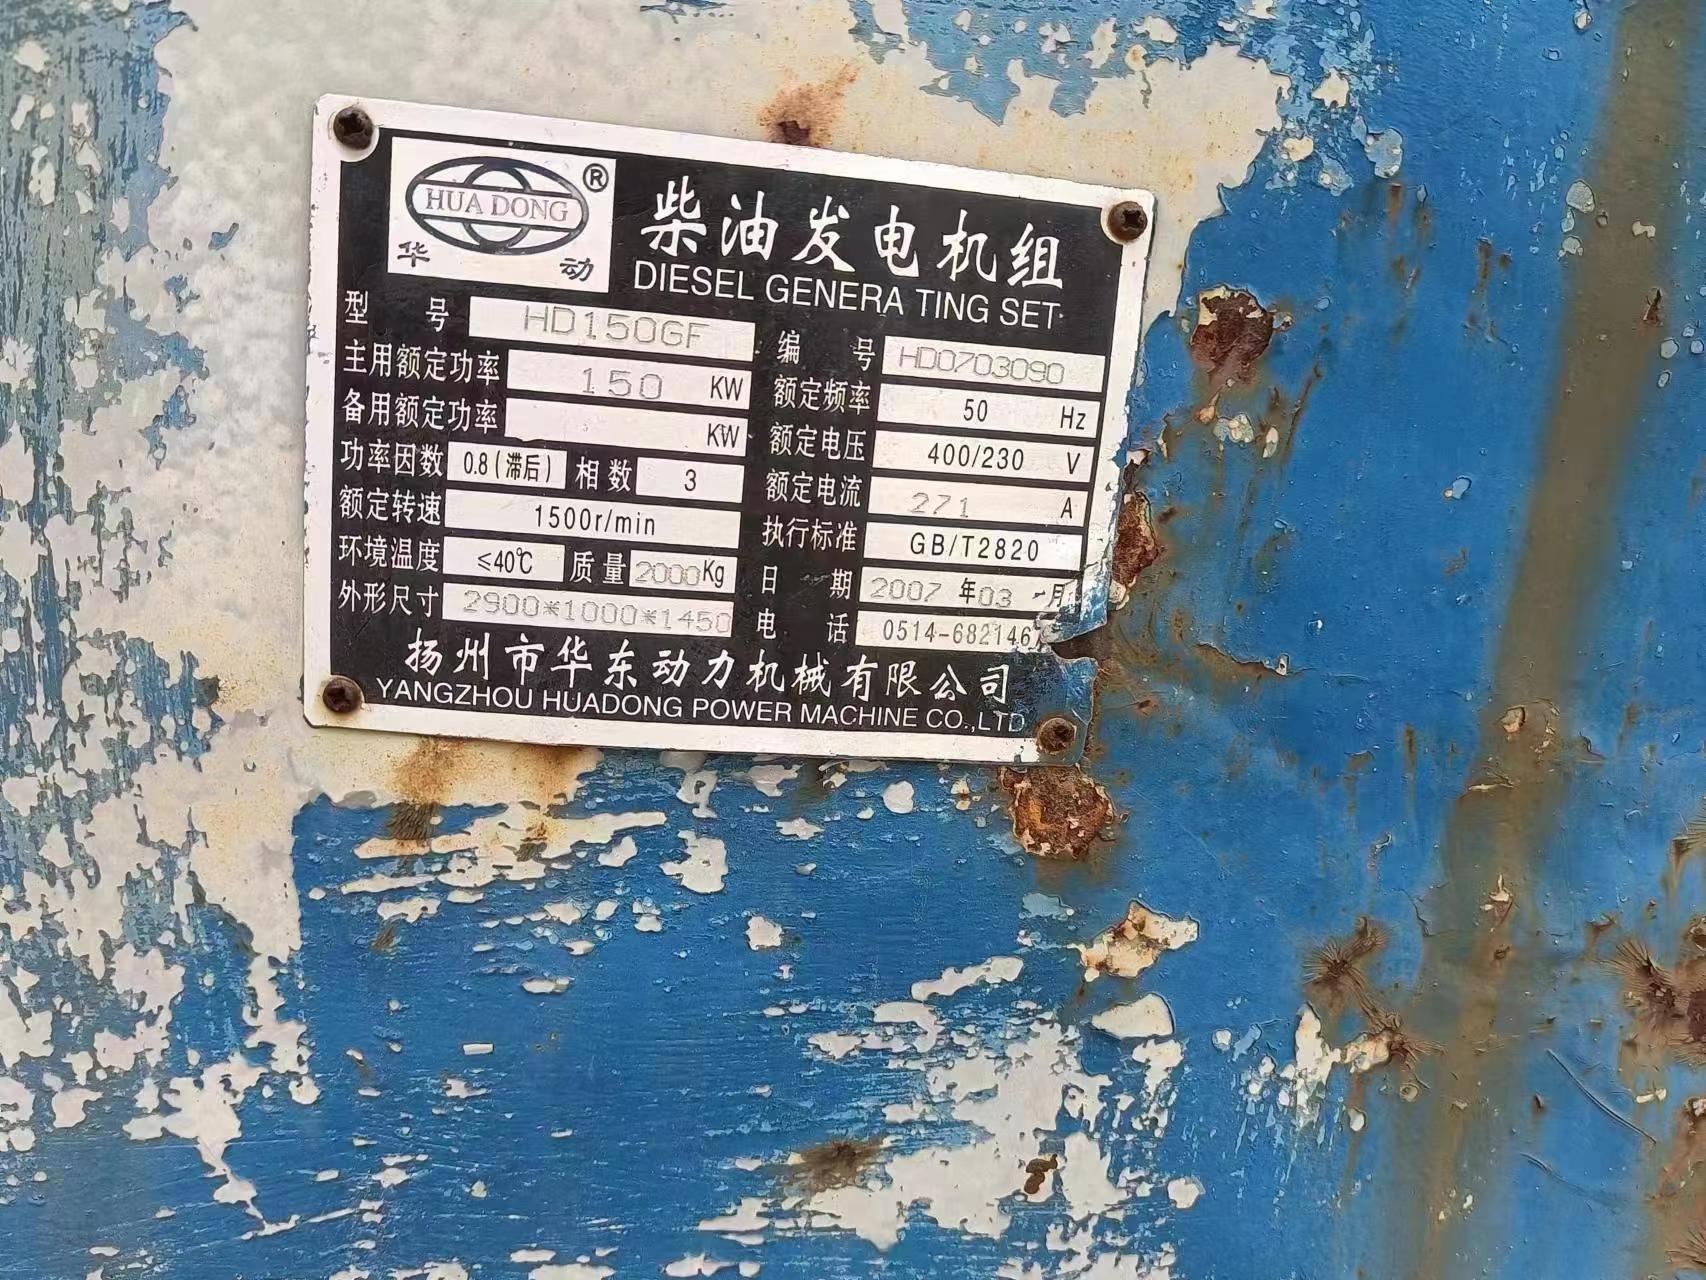 HUA DONG ®
华 动
柴油发电机组
DIESEL GENERA TING SET
型 号 HD150GF 编 号 HD0703090
主用额定功率 150 KW 额定频率 50 Hz
备用额定功率 KW 额定电压 400/230 V
功率因数 0.8(滞后) 相数 3 额定电流 271 A
额定转速 1500r/min 执行标准 GB/T2820
环境温度 ≤40℃ 质量 2000Kg 日 期 2007 年 03 月
外形尺寸 2900*1000*1450 电 话
扬州市华东动力机械有限公司
YANGZHOU HUADONG POWER MACHINE CO.,LTD